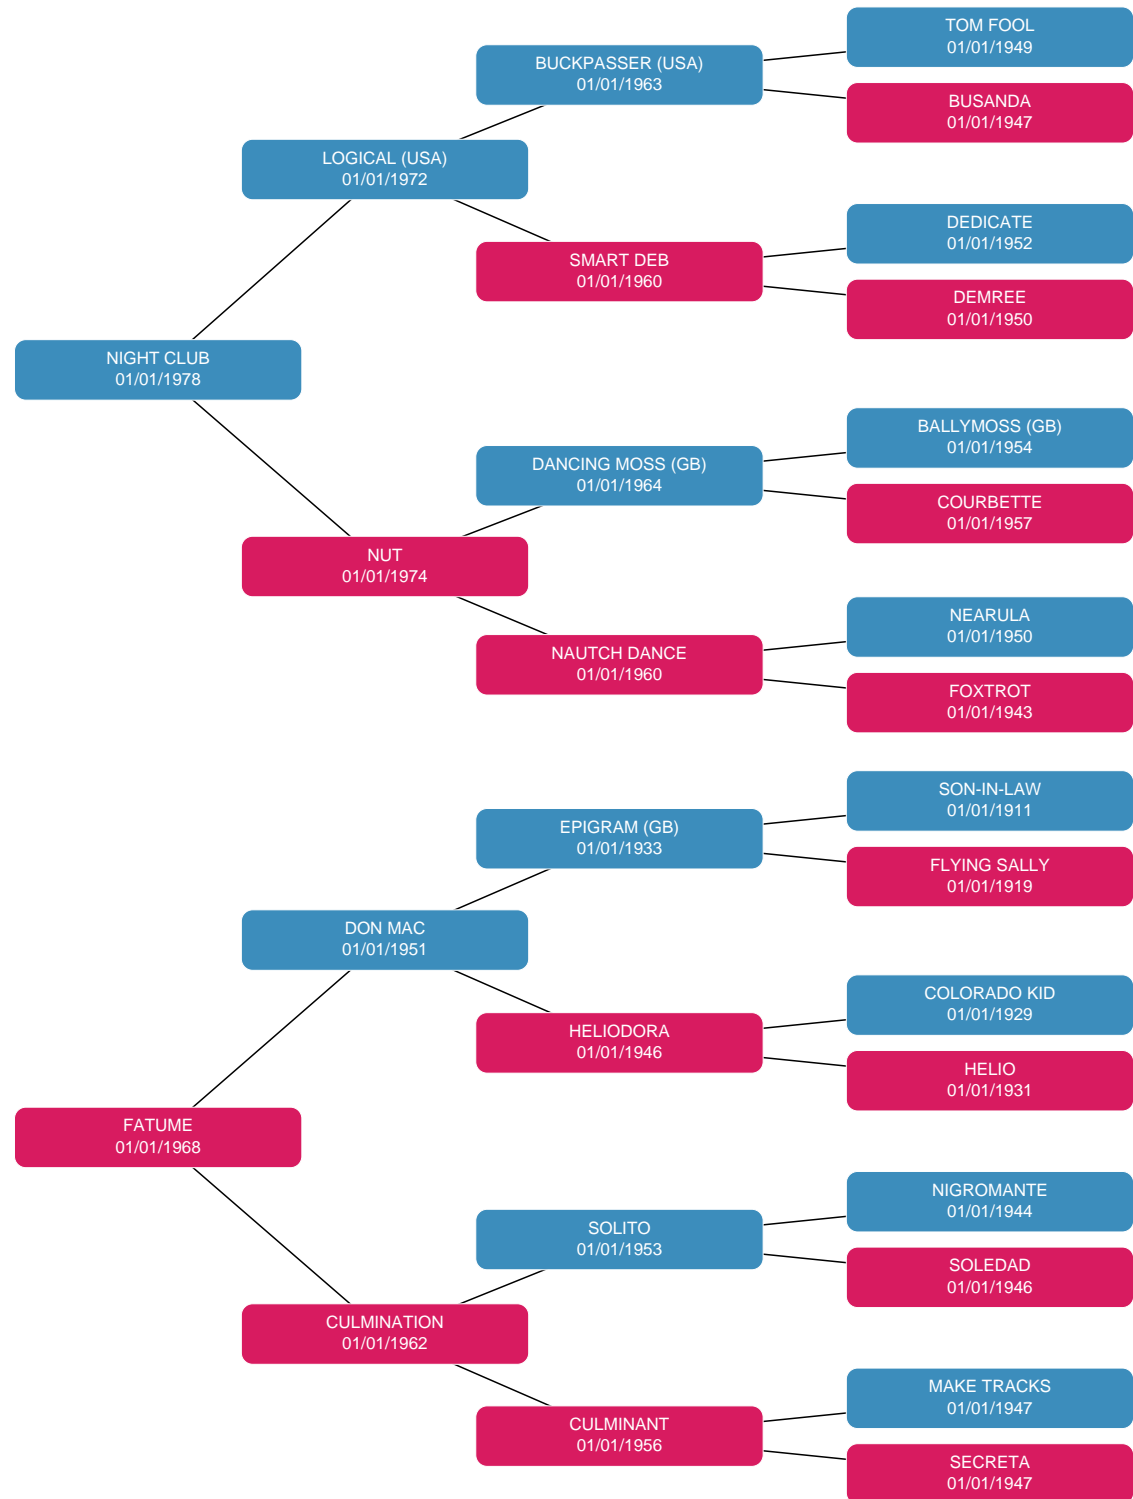 TOM FOOL
01/01/1949
BUCKPASSER (USA)
01/01/1963
BUSANDA
01/01/1947
LOGICAL (USA)
01/01/1972
DEDICATE
01/01/1952
SMART DEB
01/01/1960
DEMREE
01/01/1950
NIGHT CLUB
01/01/1978
BALLYMOSS (GB)
01/01/1954
DANCING MOSS (GB)
01/01/1964
COURBETTE
01/01/1957
NUT
01/01/1974
NEARULA
01/01/1950
NAUTCH DANCE
01/01/1960
FOXTROT
01/01/1943
SON-IN-LAW
01/01/1911
EPIGRAM (GB)
01/01/1933
FLYING SALLY
01/01/1919
DON MAC
01/01/1951
COLORADO KID
01/01/1929
HELIODORA
01/01/1946
HELIO
01/01/1931
FATUME
01/01/1968
NIGROMANTE
01/01/1944
SOLITO
01/01/1953
SOLEDAD
01/01/1946
CULMINATION
01/01/1962
MAKE TRACKS
01/01/1947
CULMINANT
01/01/1956
SECRETA
01/01/1947